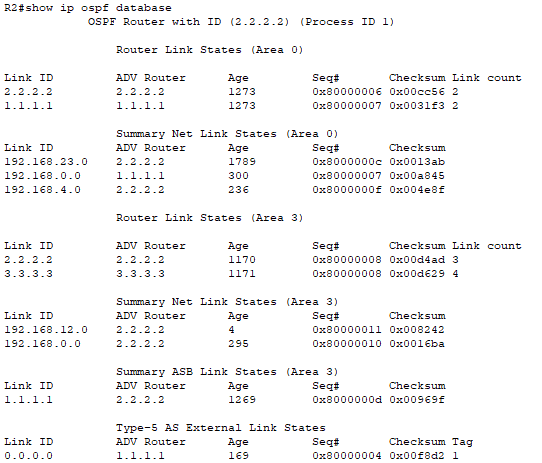 R2#show ip ospf database
OSPF Router with ID (2.2.2.2) (Process ID 1)
Router Link States (Area 0)
Link ID ADV Router Age Seq# Checksum Link count
2.2.2.2 2.2.2.2 1273 0x80000006 0x00cc56 2
1.1.1.1 1.1.1.1 1273 0x80000007 0x0031f3 2
Summary Net Link States (Area 0)
Link ID ADV Router Age Seq# Checksum
192.168.23.0 2.2.2.2 1789 0x8000000c 0x0013ab
192.168.0.0 1.1.1.1 300 0x80000007 0x00a845
192.168.4.0 2.2.2.2 236 0x8000000f 0x004e8f
Router Link States (Area 3)
Link ID ADV Router Age Seq# Checksum Link count
2.2.2.2 2.2.2.2 1170 0x80000008 0x00d4ad 3
3.3.3.3 3.3.3.3 1171 0x80000008 0x00d629 4
Summary Net Link States (Area 3)
Link ID ADV Router Age Seq# Checksum
192.168.12.0 2.2.2.2 4 0x80000011 0x008242
192.168.0.0 2.2.2.2 295 0x80000010 0x0016ba
Summary ASB Link States (Area 3)
Link ID ADV Router Age Seq# Checksum
1.1.1.1 2.2.2.2 1269 0x8000000d 0x00969f
Type-5 AS External Link States
Link ID ADV Router Age Seq# Checksum Tag
0.0.0.0 1.1.1.1 169 0x80000004 0x00f8d2 1